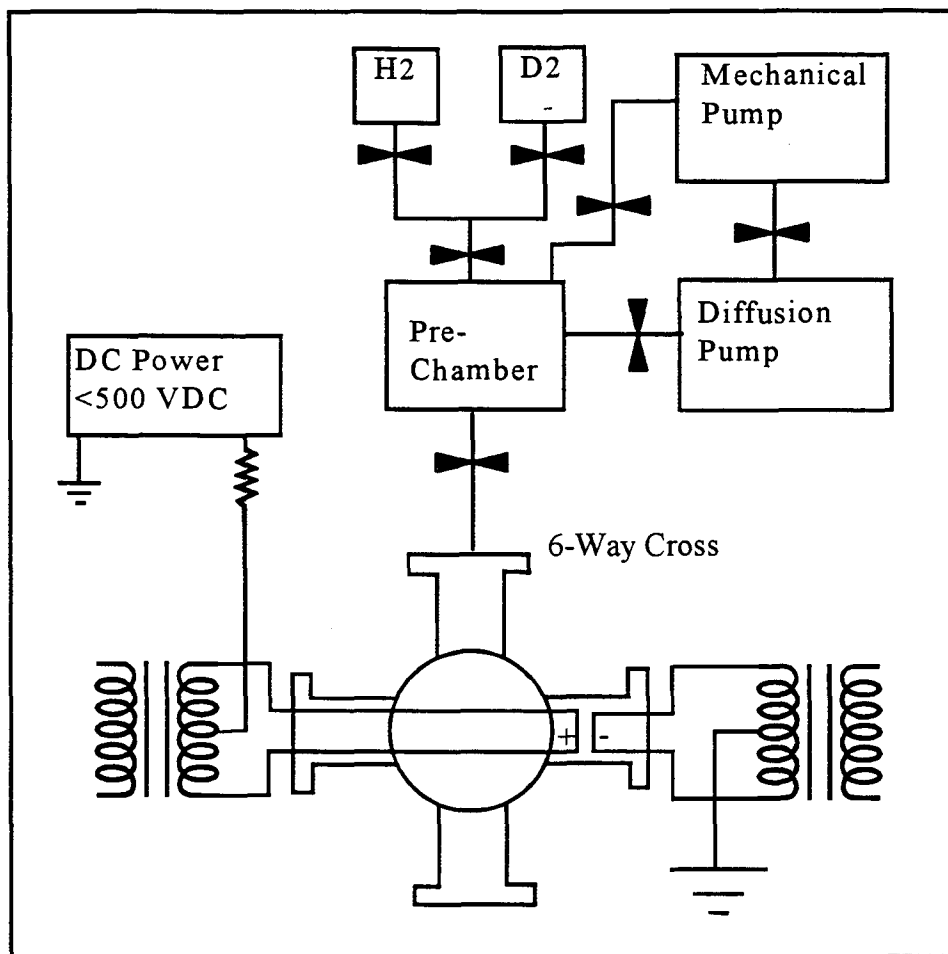 H2
D2
Mechanical
Pump
Pre-
Chamber
Diffusion
Pump
DC Power
<500 VDC
6-Way Cross
+ -